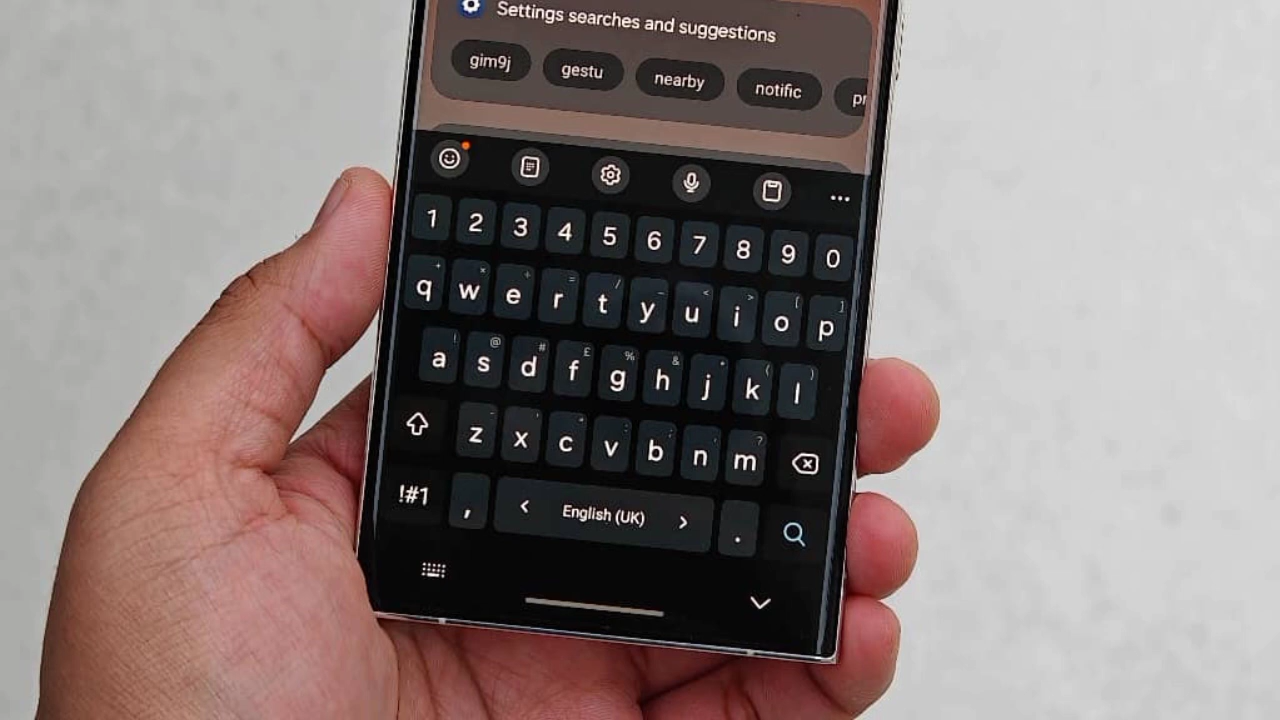 Settings searches and suggestions
gim9j gestu nearby notific pr
1 2 3 4 5 6 7 8 9 0
q w e r t y u i o p
a s d f g h j k l
z x c v b n m
!#1 , < English (UK) > .